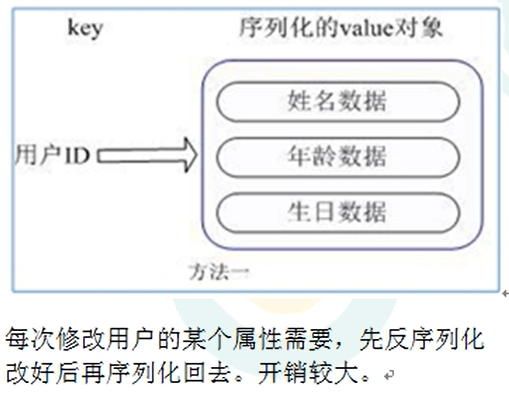 key 序列化的value对象
姓名数据
用户ID
年龄数据
生日数据
方法一
每次修改用户的某个属性需要，先反序列化
改好后再序列化回去。开销较大。